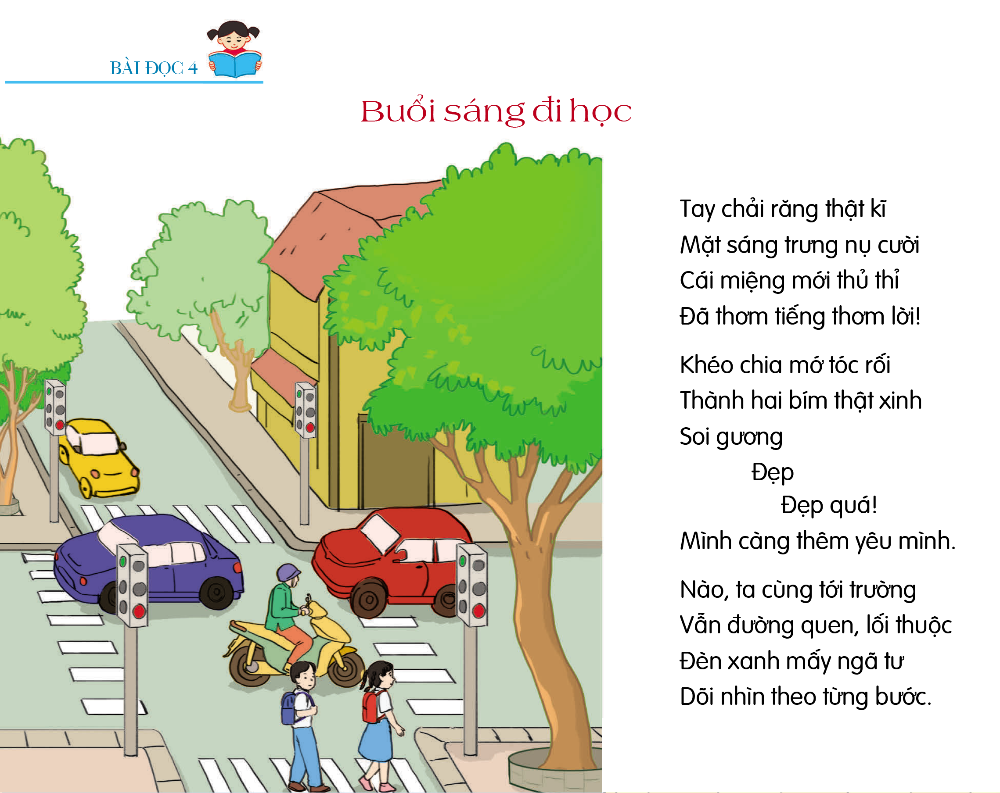 BÀI ĐỌC 4
Buổi sáng đi học
Tay chải răng thật kĩ
Mặt sáng trưng nụ cười
Cái miệng mới thủ thỉ
Đã thơm tiếng thơm lời!
Khéo chia mớ tóc rối
Thành hai bím thật xinh
Soi gương
Đẹp
Đẹp quá!
Mình càng thêm yêu mình.
Nào, ta cùng tới trường
Vẫn đường quen, lối thuộc
Đèn xanh mấy ngã tư
Dõi nhìn theo từng bước.